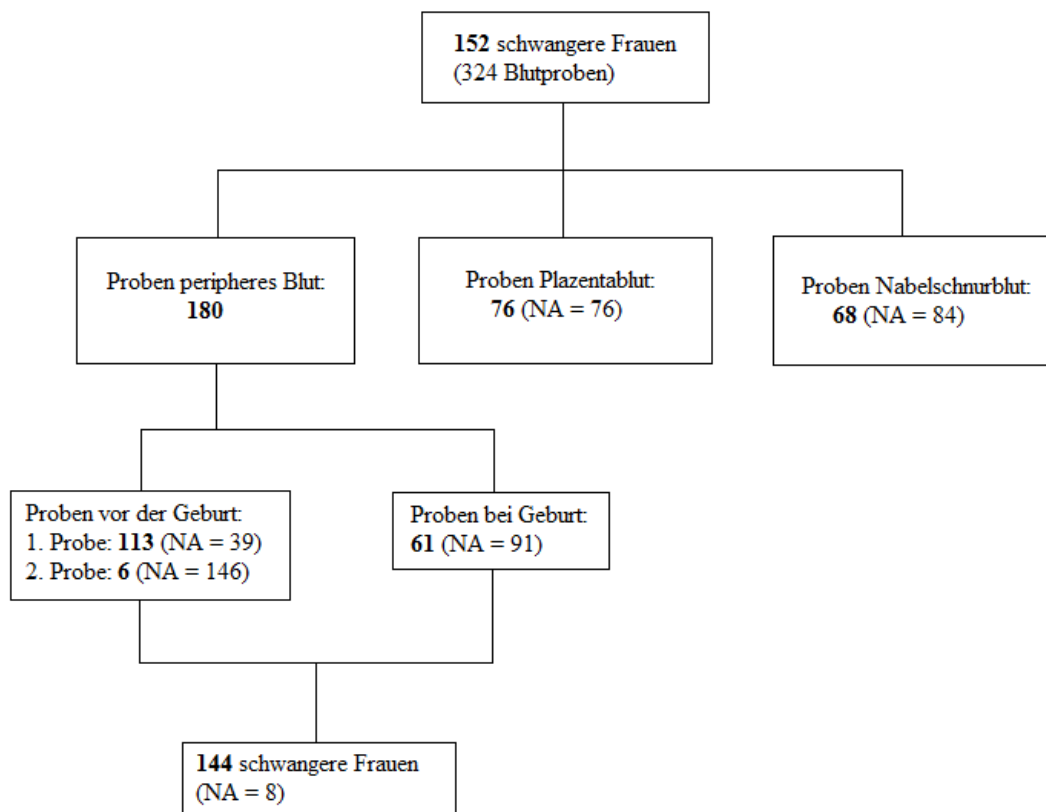 152 schwangere Frauen
(324 Blutproben)
Proben peripheres Blut:
180
Proben Plazentablut:
76 (NA = 76)
Proben Nabelschnurblut:
68 (NA = 84)
Proben vor der Geburt:
1. Probe: 113 (NA = 39)
2. Probe: 6 (NA = 146)
Proben bei Geburt:
61 (NA = 91)
144 schwangere Frauen
(NA = 8)